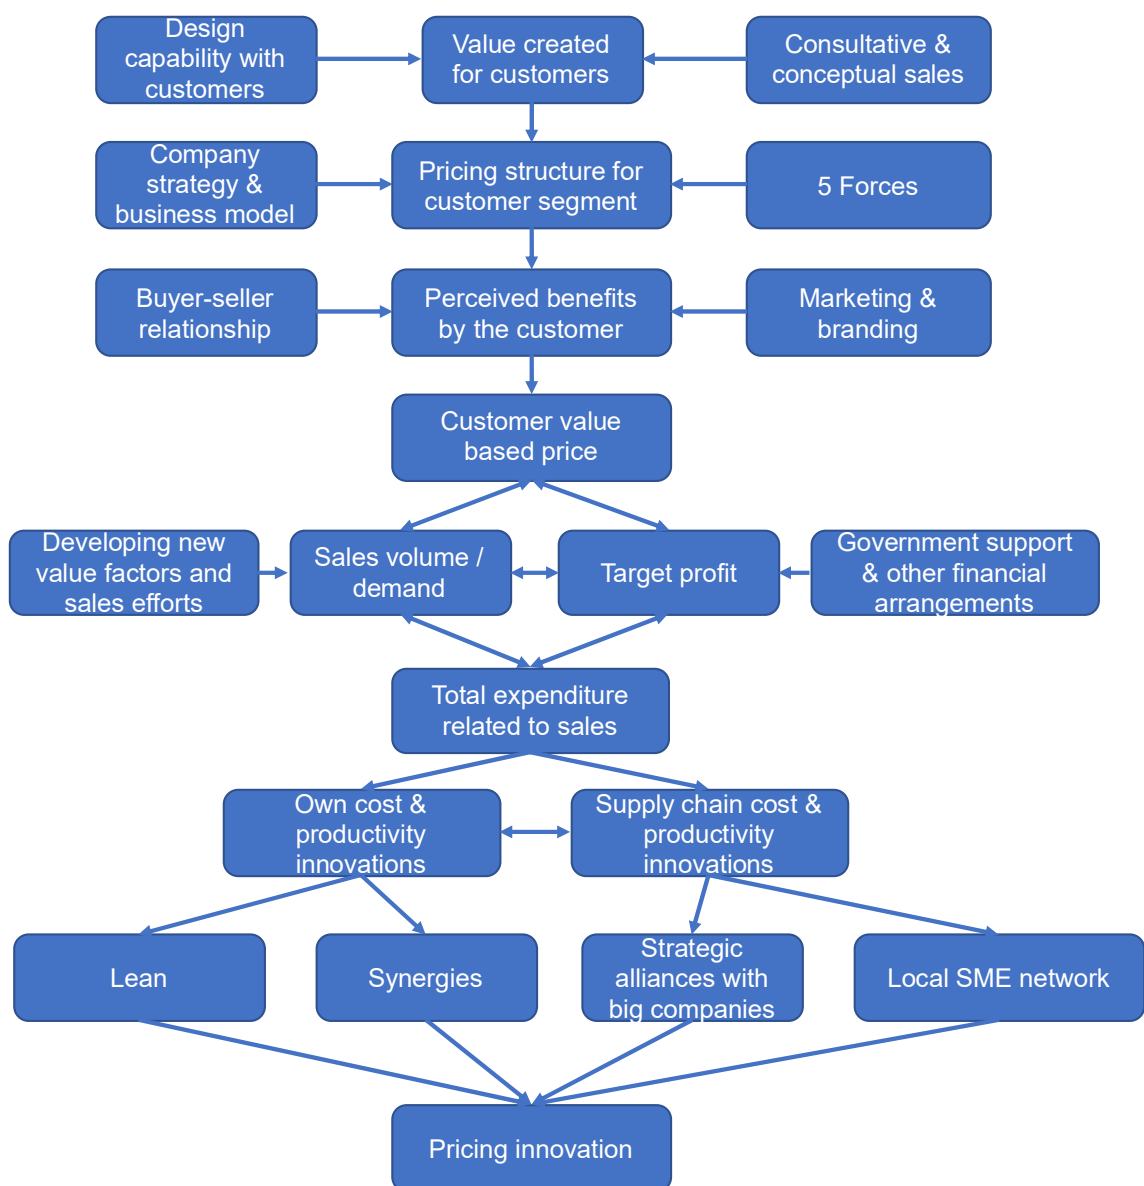 Design
capability with
customers
Value created
for customers
Consultative &
conceptual sales
Company
strategy &
business model
Pricing structure for
customer segment
5 Forces
Buyer-seller
relationship
Perceived benefits
by the customer
Marketing &
branding
Customer value
based price
Developing new
value factors and
sales efforts
Sales volume /
demand
Target profit
Government support
& other financial
arrangements
Total expenditure
related to sales
Own cost &
productivity
innovations
Supply chain cost &
productivity
innovations
Lean
Synergies
Strategic
alliances with
big companies
Local SME network
Pricing innovation